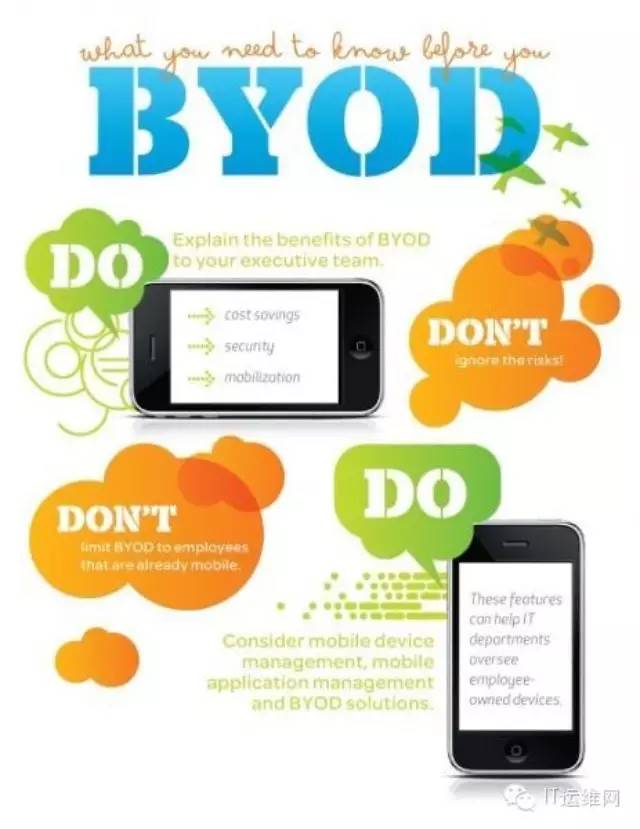 what you need to know before you
BYOD
DO
Explain the benefits of BYOD
to your executive team.
cost savings
security
mobilization
DON'T
ignore the risks!
DON'T
limit BYOD to employees
that are already mobile.
DO
Consider mobile device
management, mobile
application management
and BYOD solutions.
These features
can help IT
departments
oversee
employee-
owned devices.
IT运维网